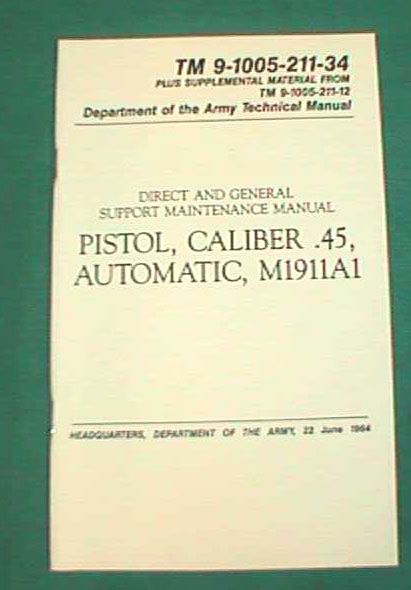 TM 9-1005-211-34
PLUS SUPPLEMENTAL MATERIAL FROM
TM 9-1005-211-12
Department of the Army Technical Manual
DIRECT AND GENERAL
SUPPORT MAINTENANCE MANUAL
PISTOL, CALIBER .45,
AUTOMATIC, M1911A1
HEADQUARTERS, DEPARTMENT OF THE ARMY, 22 June 1964